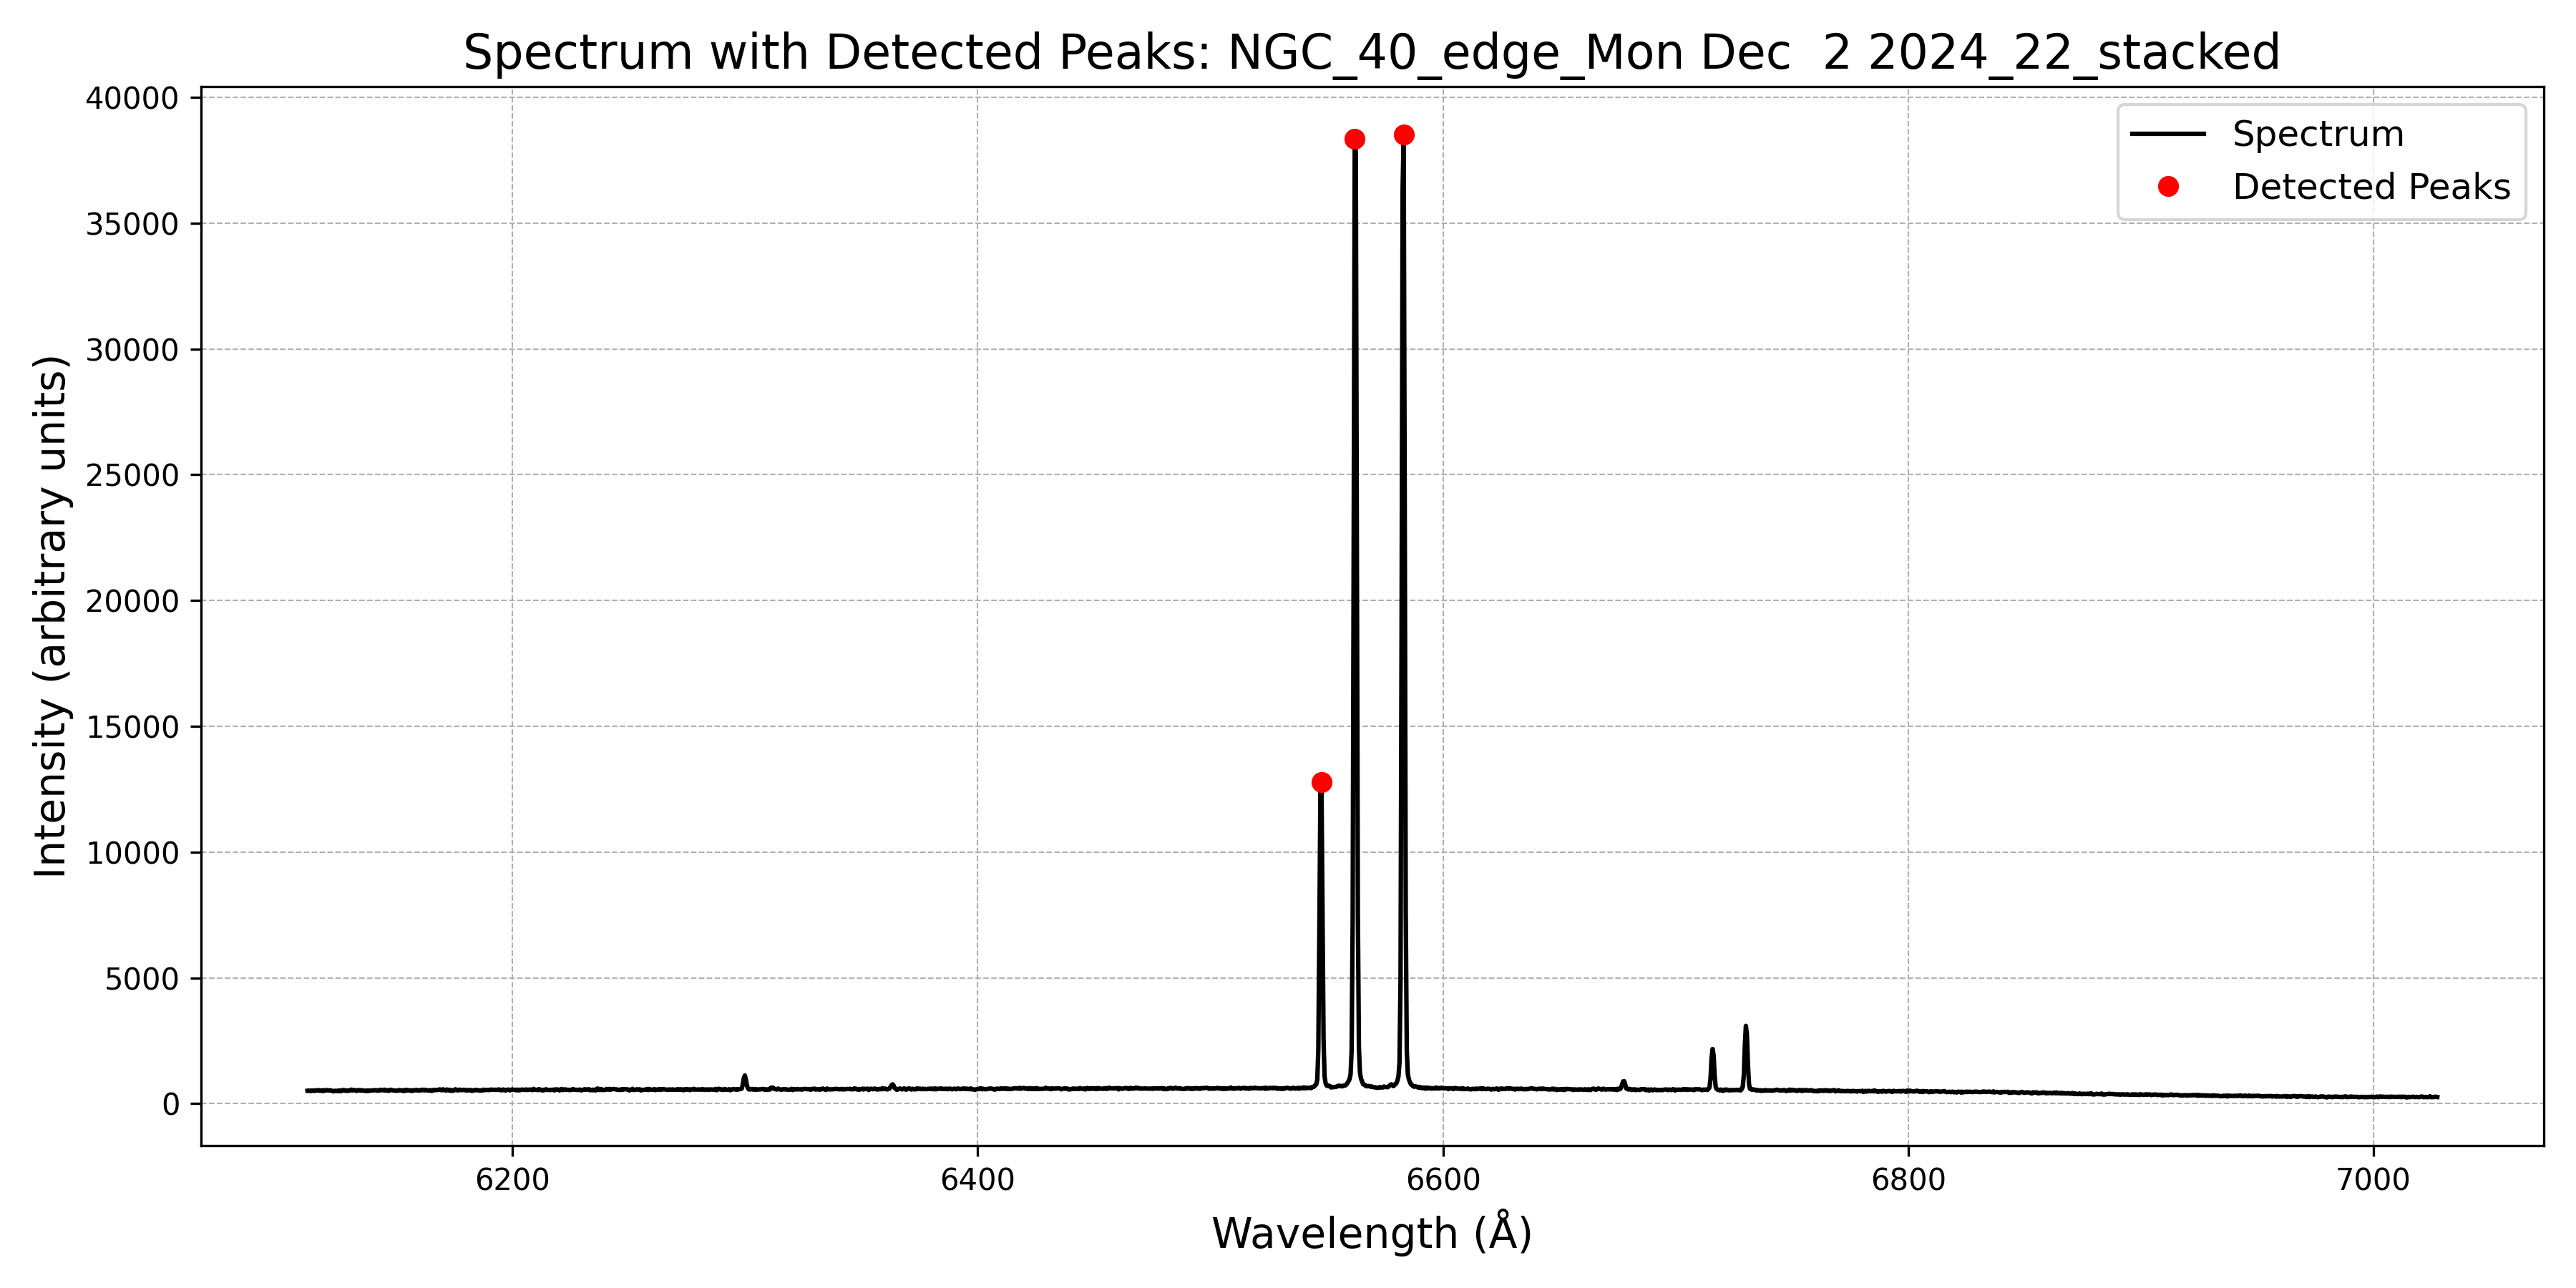 Spectrum with Detected Peaks: NGC_40_edge_Mon Dec  2 2024_22_stacked
40000
35000
30000
25000
20000
15000
10000
5000
0
Intensity (arbitrary units)
Spectrum
Detected Peaks
6200
6400
6600
6800
7000
Wavelength (Å)